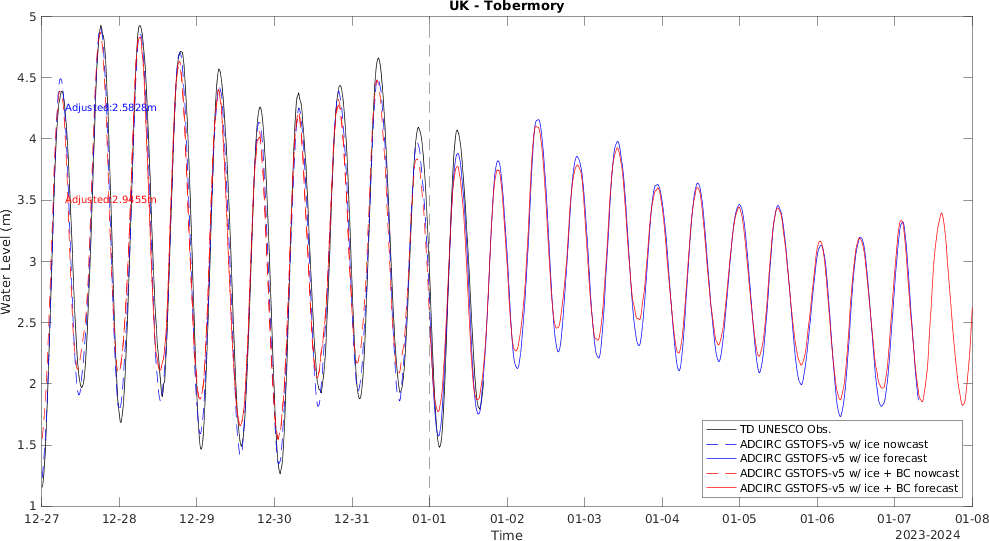 UK - Tobermory
5
4.5
4
3.5
3
2.5
2
1.5
1
Water Level (m)
Adjusted:2.5828m
Adjusted:2.9455m
TD UNESCO Obs.
ADCIRC GSTOFS-v5 w/ ice nowcast
ADCIRC GSTOFS-v5 w/ ice forecast
ADCIRC GSTOFS-v5 w/ ice + BC nowcast
ADCIRC GSTOFS-v5 w/ ice + BC forecast
12-27 12-28 12-29 12-30 12-31 01-01 01-02 01-03 01-04 01-05 01-06 01-07 01-08
Time
2023-2024